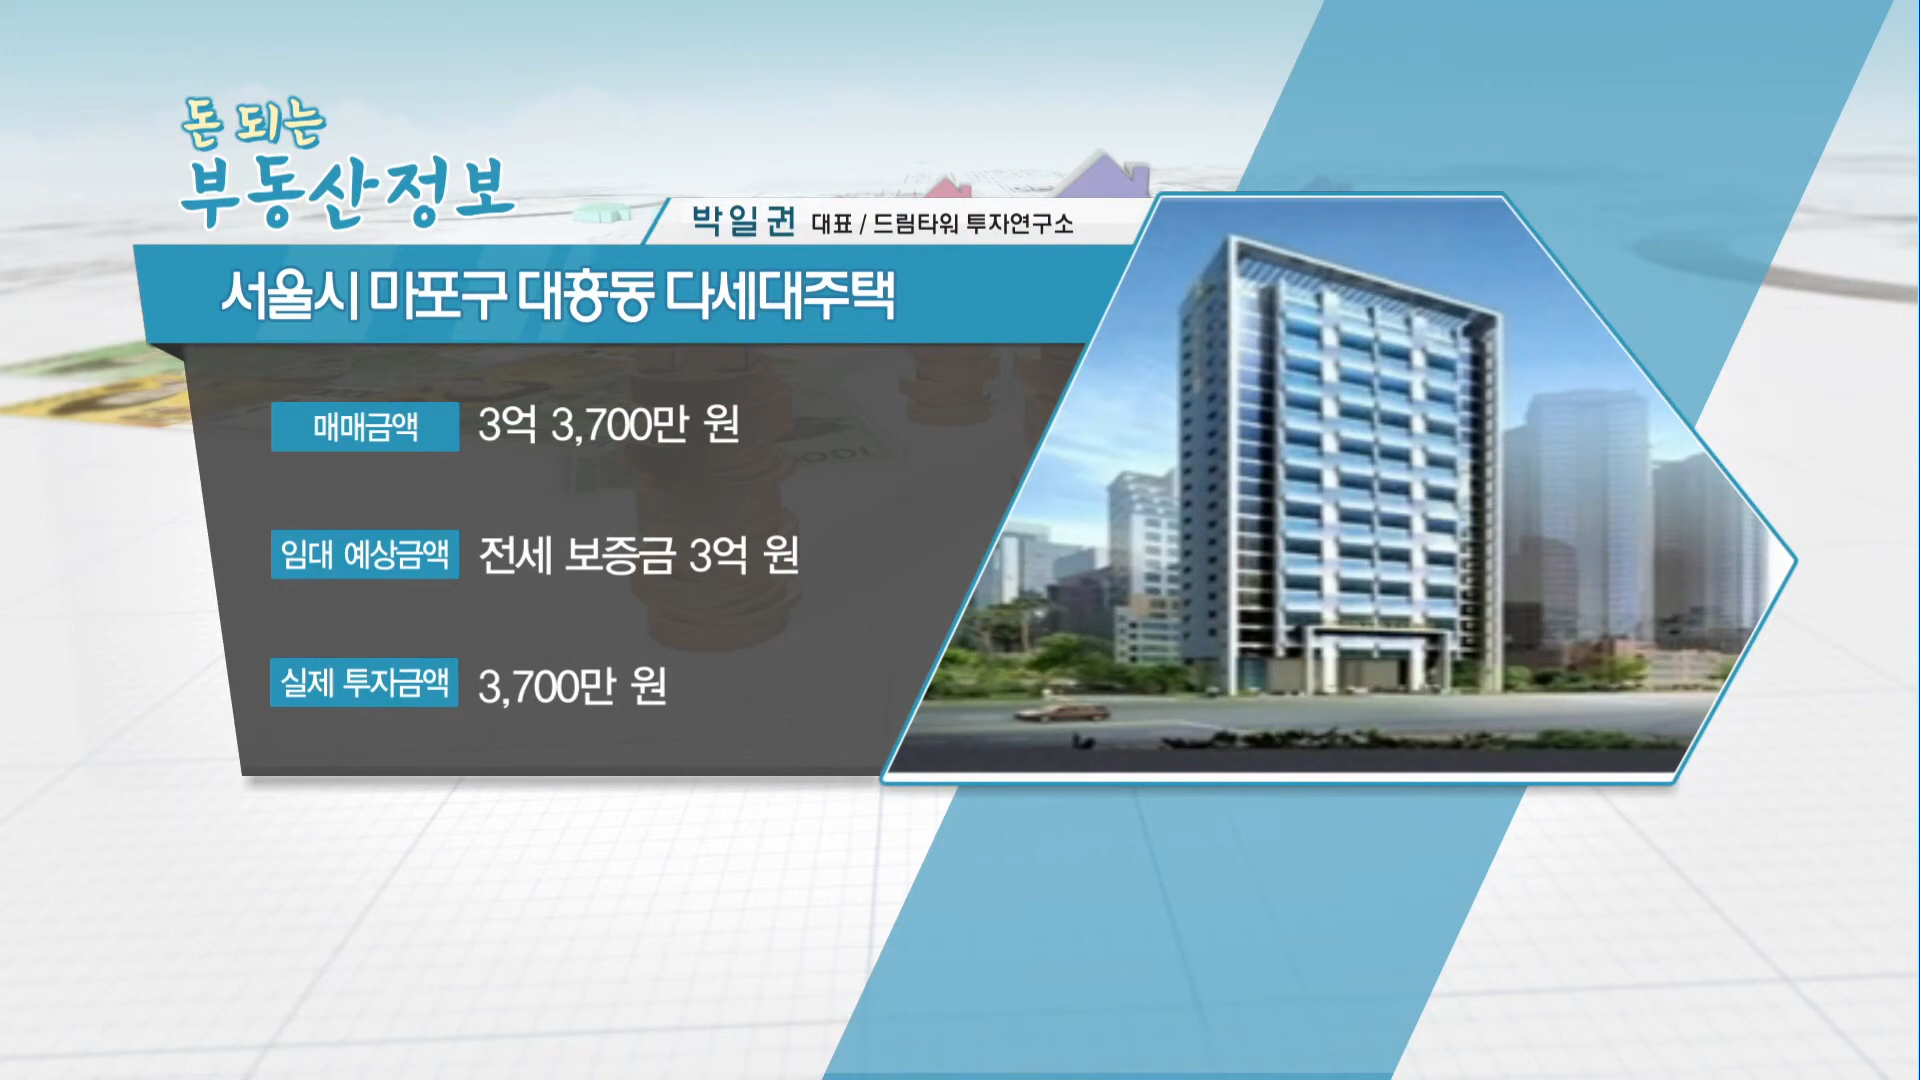 돈 되는
부동산정보
박일권 대표 / 드림타워 투자연구소
서울시 마포구 대흥동 다세대주택
매매금액 3억 3,700만 원
임대 예상금액 전세 보증금 3억 원
실제 투자금액 3,700만 원